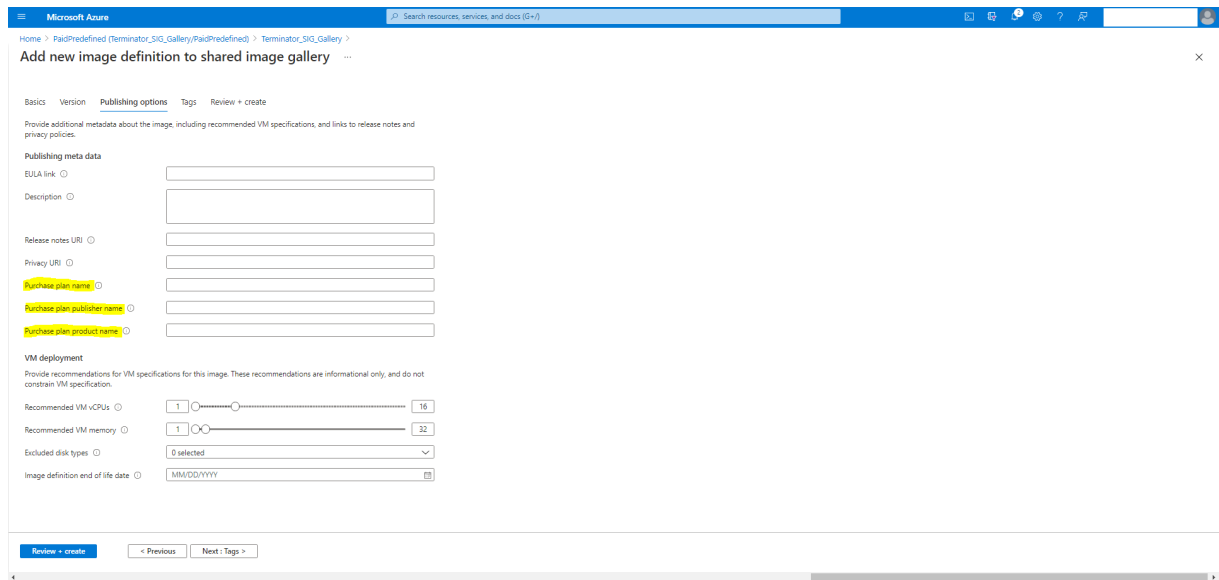 Microsoft Azure
Search resources, services, and docs (G+/)
2
Home > PaidPredefined (Terminator_SIG_Gallery/PaidPredefined) > Terminator_SIG_Gallery >
Add new image definition to shared image gallery ...
Basics Version Publishing options Tags Review + create
Provide additional metadata about the image, including recommended VM specifications, and links to release notes and
privacy policies.
Publishing meta data
EULA link
Description
Release notes URI
Privacy URI
Purchase plan name
Purchase plan publisher name
Purchase plan product name
VM deployment
Provide recommendations for VM specifications for this image. These recommendations are informational only, and do not
constrain VM specification.
Recommended VM vCPUs 1 16
Recommended VM memory 1 32
Excluded disk types 0 selected
Image definition end of life date MM/DD/YYYY
Review + create < Previous Next : Tags >